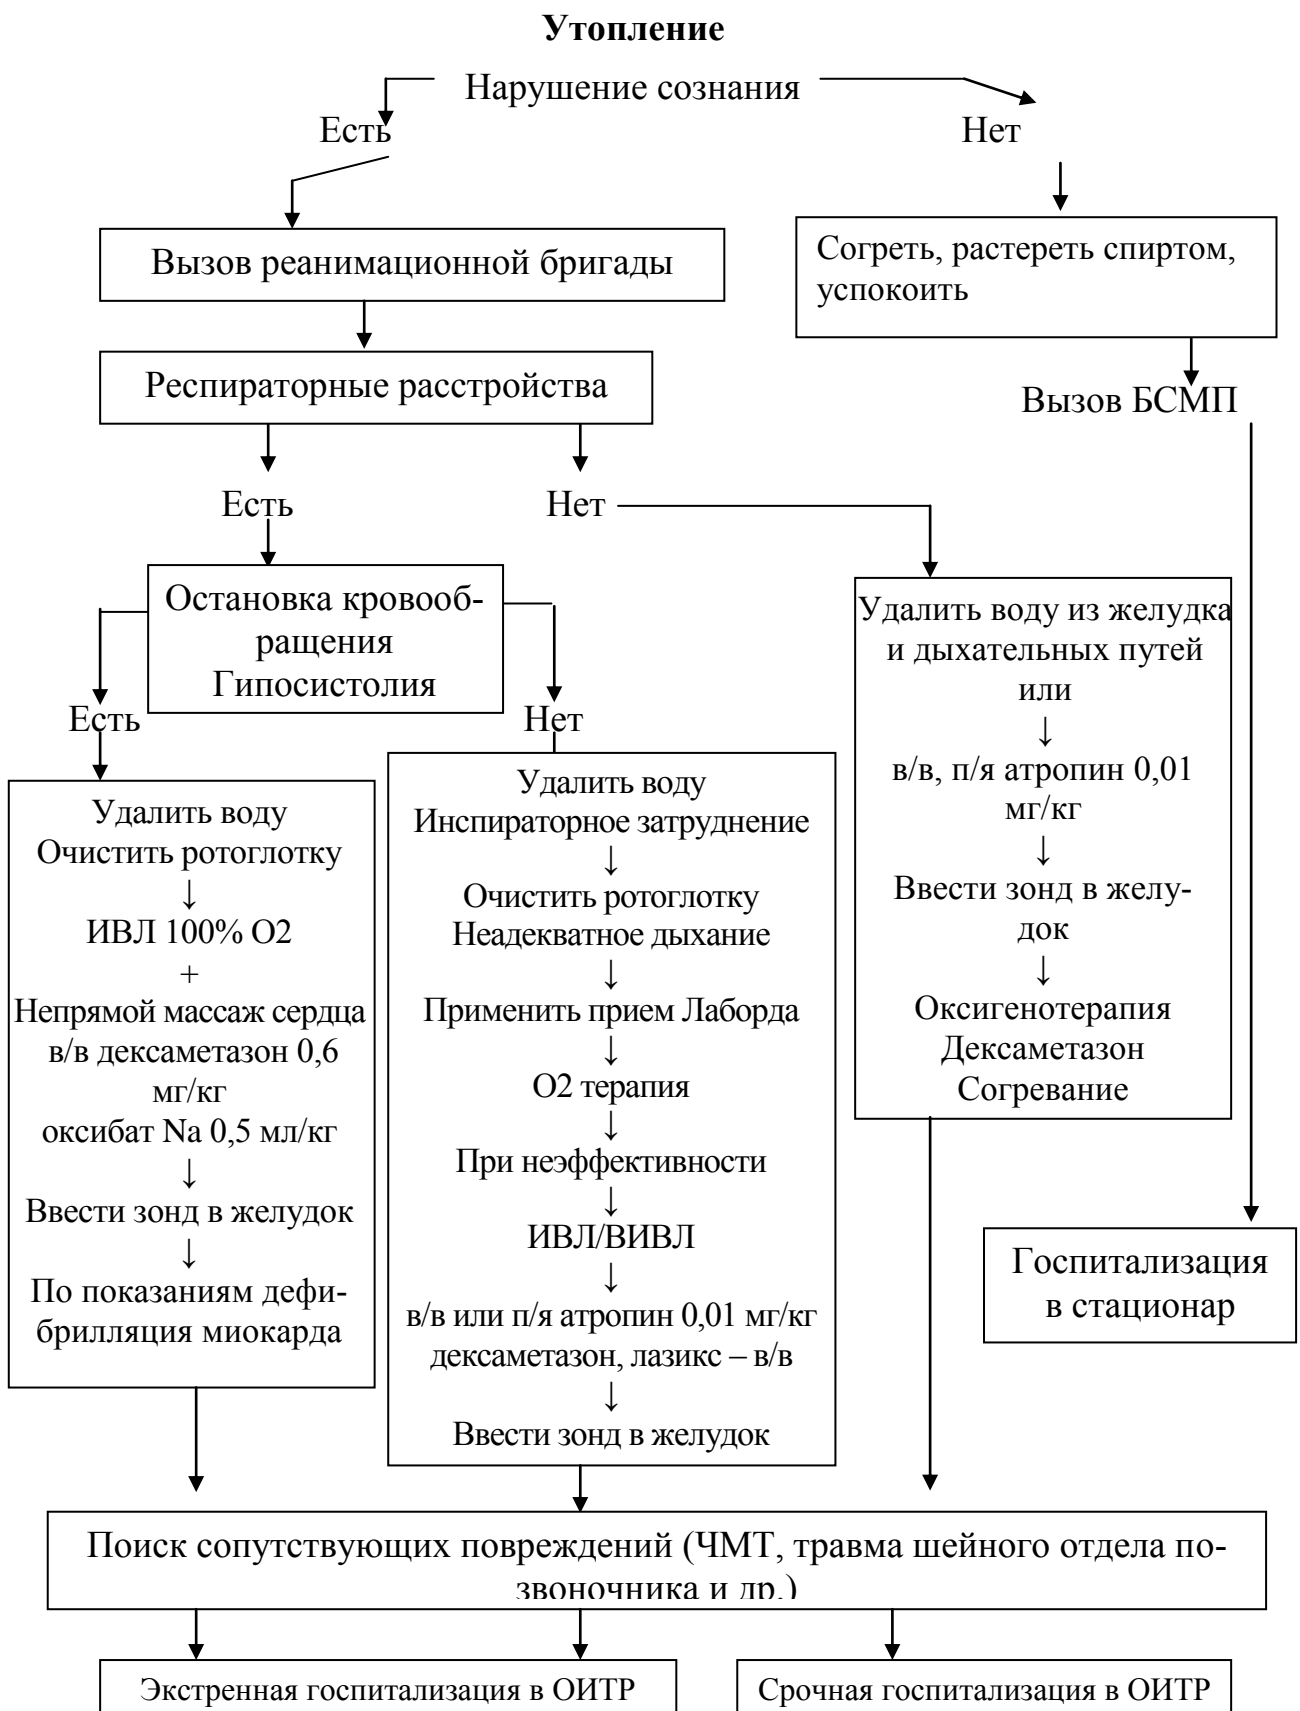 Утопление
Нарушение сознания
Есть
Нет
Вызов реанимационной бригады
Согреть, растереть спиртом,
успокоить
Респираторные расстройства
Вызов БСМП
Есть
Нет
Остановка кровооб-
ращения
Гипосистолия
Есть
Нет
Удалить воду из желудка
и дыхательных путей
или
↓
в/в, п/я атропин 0,01
мг/кг
↓
Ввести зонд в желу-
док
↓
Оксигенотерапия
Дексаметазон
Согревание
Удалить воду
Очистить ротоглотку
↓
ИВЛ 100% О2
+
Непрямой массаж сердца
в/в дексаметазон 0,6
мг/кг
оксибат Na 0,5 мл/кг
↓
Ввести зонд в желудок
↓
По показаниям дефи-
брилляция миокарда
Удалить воду
Инспираторное затруднение
↓
Очистить ротоглотку
Неадекватное дыхание
↓
Применить прием Лаборда
↓
О2 терапия
↓
При неэффективности
↓
ИВЛ/ВИВЛ
↓
в/в или п/я атропин 0,01 мг/кг
дексаметазон, лазикс – в/в
↓
Ввести зонд в желудок
Госпитализация
в стационар
Поиск сопутствующих повреждений (ЧМТ, травма шейного отдела по-
звоночника и др.)
Экстренная госпитализация в ОИТР
Срочная госпитализация в ОИТР